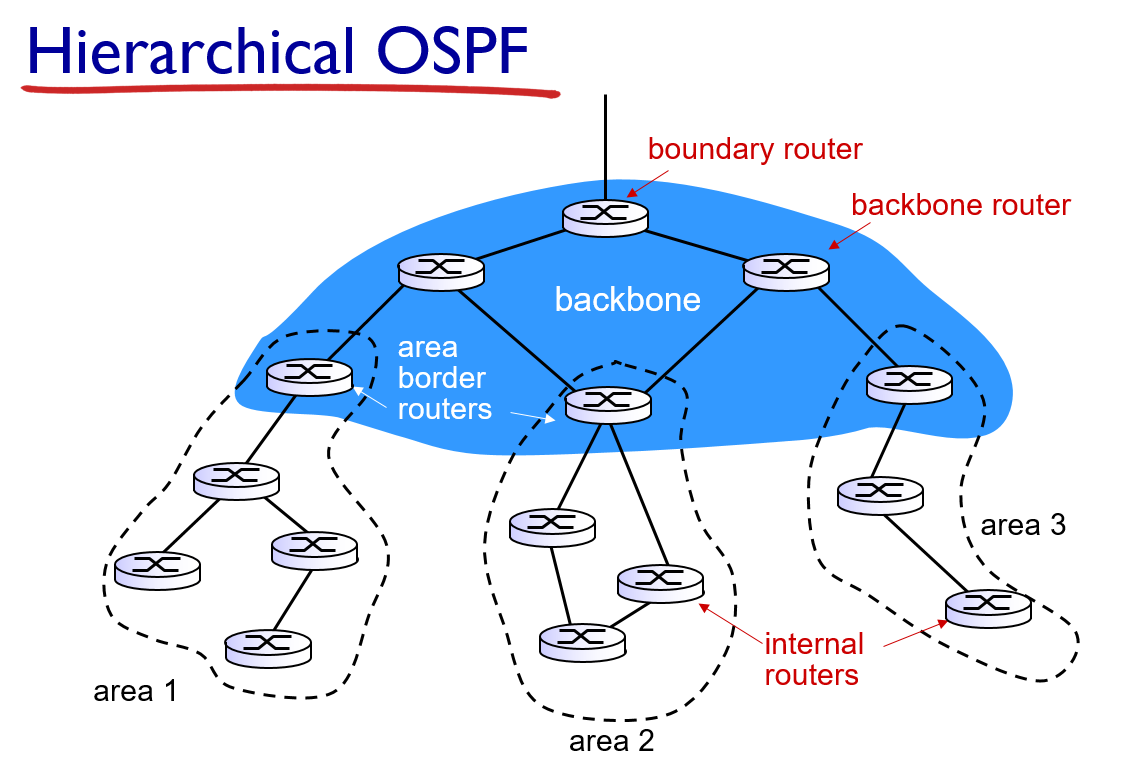 Hierarchical OSPF
boundary router
backbone router
backbone
area
border
routers
area 3
internal
routers
area 1
area 2